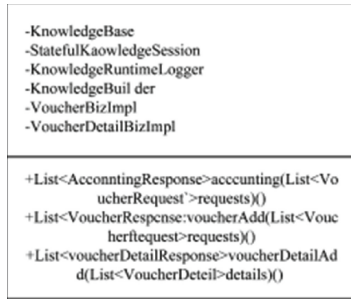 -KnowledgeBase
-StatefulKaowledgeSession
-KnowledgeRuntimeLogger
-KnowledgeBuil der
-VoucherBizImpl
-VoucherDetailBizImpl
+List<AcconntingResponse>acccunting(List<Vo
ucherRequest`>requests)()
+List<VoucherRespcnse:voucherAdd(List<Vouc
herftequest>requests)()
+List<voucherDetailResponse>voucherDetailAd
d(List<VoucherDeteil>details)()